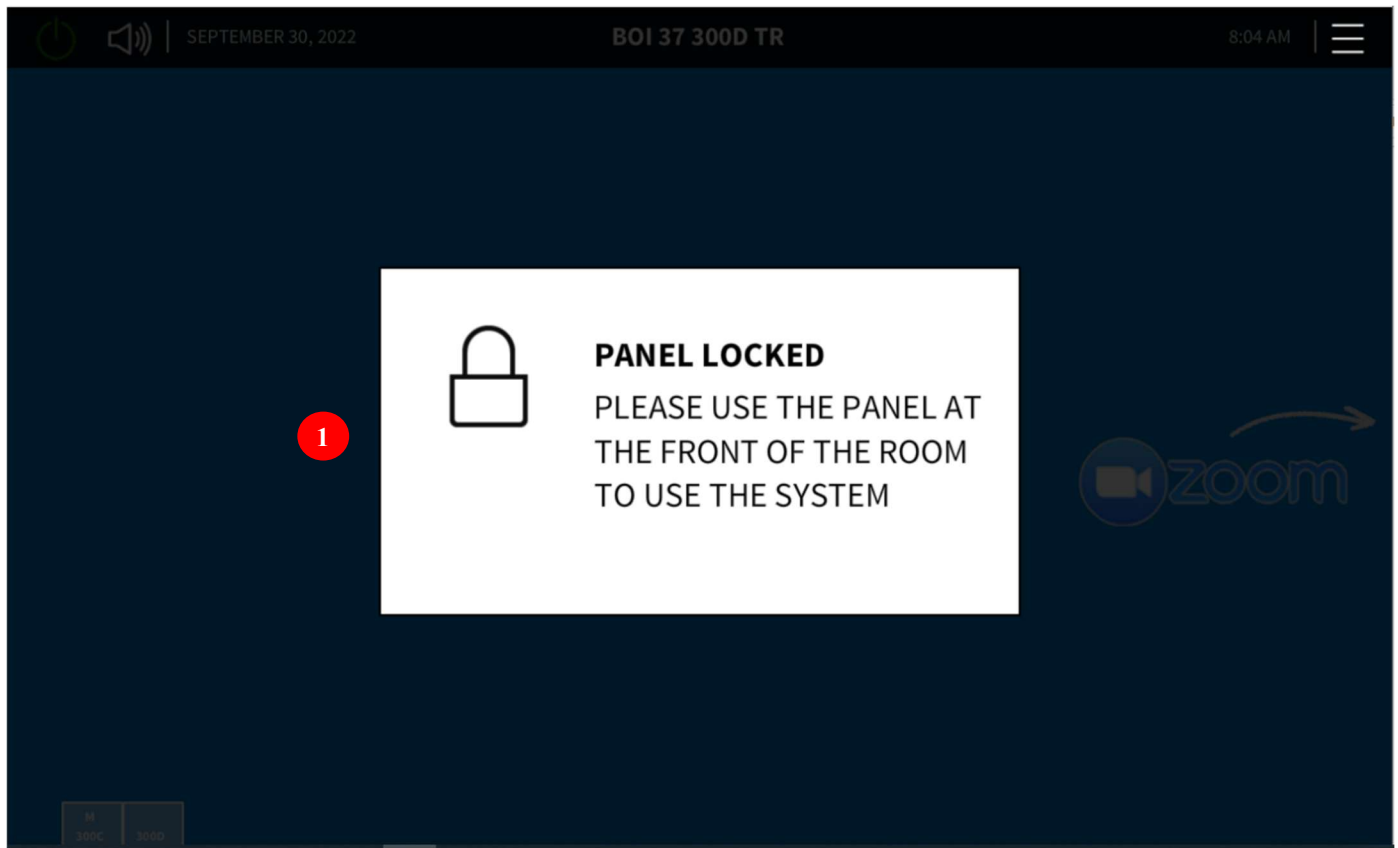 SEPTEMBER 30, 2022
BOI 37 300D TR
8:04 AM
PANEL LOCKED
PLEASE USE THE PANEL AT
THE FRONT OF THE ROOM
TO USE THE SYSTEM
1
zoom
M
300C 300D